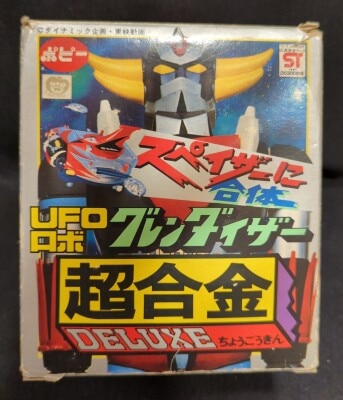 ©ダイナミック企画・東映動画
ポピー
ST
スペイザーに
合体
UFO
ロボ
グレンダイザー
超合金
DELUXE
ちょうごうきん